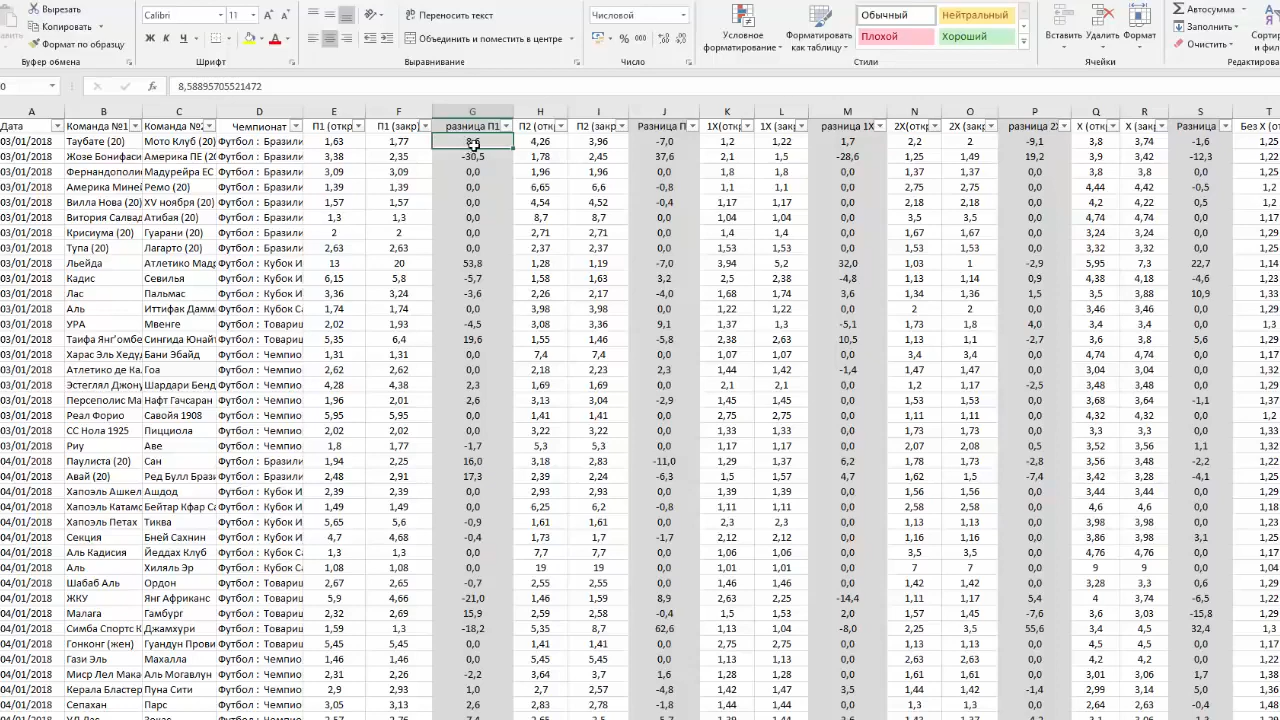 Вырезать Calibri 11 Перенести текст Числовой Обычный Нейтральный Автосумма
Копировать Ж К Ч Объединить и поместить в центре % 000 Условное форматирование Форматировать как таблицу Плохой Хороший Вставить Удалить Формат Заполнить
Формат по образцу Очистить
Буфер обмена Шрифт Выравнивание Число Стили Ячейки
fx 8,58895705521472
A B C D E F G H I J K L M N O P Q R S T
Дата Команда №1 Команда №2 Чемпионат П1 (откр П1 (закр) разница П1 П2 (отк П2 (закр Разница П 1X(откр 1X (закр разница 1X 2X(откр 2X (закр разница 2X X (откр X (закр) Разница Без X (от
03/01/2018 Таубате (20) Мото Клуб (20) Футбол : Бразили 1,63 1,77 8,6 4,26 3,96 -7,0 1,2 1,22 1,7 2,2 2 -9,1 3,8 3,74 -1,6 1,25
03/01/2018 Жозе Бонифаси Америка ПЕ (20 Футбол : Бразили 3,38 2,35 -30,5 1,78 2,45 37,6 2,1 1,5 -28,6 1,25 1,49 19,2 3,9 3,42 -12,3 1,22
03/01/2018 Фернандополи Мадурейра ЕС Футбол : Бразили 3,09 3,09 0,0 1,96 1,96 0,0 1,8 1,8 0,0 1,37 1,37 0,0 3,8 3,8 0,0 1,25
03/01/2018 Америка Миней Ремо (20) Футбол : Бразили 1,39 1,39 0,0 6,65 6,6 -0,8 1,1 1,1 0,0 2,75 2,75 0,0 4,44 4,42 -0,5 1,2
03/01/2018 Вилла Нова (20) XV ноября (20) Футбол : Бразили 1,57 1,57 0,0 4,54 4,52 -0,4 1,17 1,17 0,0 2,18 2,18 0,0 4,2 4,22 0,5 1,2
03/01/2018 Витория Салвад Атибая (20) Футбол : Бразили 1,3 1,3 0,0 8,7 8,7 0,0 1,04 1,04 0,0 3,5 3,5 0,0 4,74 4,74 0,0 1,17
03/01/2018 Крисиума (20) Гуарани (20) Футбол : Бразили 2 2 0,0 2,71 2,71 0,0 1,4 1,4 0,0 1,67 1,67 0,0 3,24 3,24 0,0 1,22
03/01/2018 Тупа (20) Лагарто (20) Футбол : Бразили 2,63 2,63 0,0 2,37 2,37 0,0 1,53 1,53 0,0 1,53 1,53 0,0 3,32 3,32 0,0 1,25
03/01/2018 Льейда Атлетико Мадр Футбол : Кубок И 13 20 53,8 1,28 1,19 -7,0 3,94 5,2 32,0 1,03 1 -2,9 5,95 7,3 22,7 1,14
03/01/2018 Кадис Севилья Футбол : Кубок И 6,15 5,8 -5,7 1,58 1,63 3,2 2,5 2,38 -4,8 1,13 1,14 0,9 4,38 4,18 -4,6 1,23
03/01/2018 Лас Пальмас Футбол : Кубок И 3,36 3,24 -3,6 2,26 2,17 -4,0 1,68 1,74 3,6 1,34 1,36 1,5 3,5 3,88 10,9 1,33
03/01/2018 Аль Иттифак Дамм Футбол : Кубок Са 1,74 1,74 0,0 3,98 3,98 0,0 1,22 1,22 0,0 2 2 0,0 3,46 3,46 0,0 1,22
03/01/2018 УРА Мвенге Футбол : Товарищ 2,02 1,93 -4,5 3,08 3,36 9,1 1,37 1,3 -5,1 1,73 1,8 4,0 3,4 3,4 0,0 1,3
03/01/2018 Таифа Янг'омбе Сингида Юнайт Футбол : Товарищ 5,35 6,4 19,6 1,55 1,46 -5,8 2,38 2,63 10,5 1,13 1,1 -2,7 3,6 3,8 5,6 1,23
03/01/2018 Харас Эль Хедуд Бани Эбайд Футбол : Чемпио 1,31 1,31 0,0 7,4 7,4 0,0 1,07 1,07 0,0 3,4 3,4 0,0 4,74 4,74 0,0 1,17
03/01/2018 Атлетико де Ка Гоа Футбол : Чемпио 2,62 2,62 0,0 2,18 2,23 2,3 1,44 1,42 -1,4 1,47 1,47 0,0 4 4 0,0 1,22
03/01/2018 Эстеглял Джону Шардари Бенд Футбол : Чемпио 4,28 4,38 2,3 1,69 1,69 0,0 2,1 2,1 0,0 1,2 1,17 -2,5 3,48 3,48 0,0 1,22
03/01/2018 Персеполис Ма Нафт Гачсаран Футбол : Чемпио 1,96 2,01 2,6 3,13 3,04 -2,9 1,45 1,45 0,0 1,53 1,53 0,0 3,68 3,64 -1,1 1,37
03/01/2018 Реал Форио Савойя 1908 Футбол : Чемпио 5,95 5,95 0,0 1,41 1,41 0,0 2,75 2,75 0,0 1,11 1,11 0,0 4,32 4,32 0,0 1,2
03/01/2018 СС Нола 1925 Пицциола Футбол : Чемпио 2,02 2,02 0,0 3,22 3,22 0,0 1,33 1,33 0,0 1,73 1,73 0,0 3,3 3,3 0,0 1,22
03/01/2018 Риу Аве Футбол : Чемпио 1,8 1,77 -1,7 5,3 5,3 0,0 1,17 1,17 0,0 2,07 2,08 0,5 3,52 3,56 1,1 1,32
04/01/2018 Паулиста (20) Сан Футбол : Бразили 1,94 2,25 16,0 3,18 2,83 -11,0 1,29 1,37 6,2 1,78 1,73 -2,8 3,56 3,48 -2,2 1,22
04/01/2018 Авай (20) Ред Булл Брази Футбол : Бразили 2,48 2,91 17,3 2,39 2,24 -6,3 1,5 1,57 4,7 1,62 1,5 -7,4 3,42 3,28 -4,1 1,25
04/01/2018 Хапоэль Ашкел Ашдод Футбол : Кубок И 2,39 2,39 0,0 2,93 2,93 0,0 1,39 1,39 0,0 1,56 1,56 0,0 3,44 3,44 0,0 1,25
04/01/2018 Хапоэль Катамо Бейтар Кфар Са Футбол : Кубок И 1,49 1,49 0,0 6,25 6,2 -0,8 1,11 1,11 0,0 2,58 2,58 0,0 4,6 4,6 0,0 1,22
04/01/2018 Хапоэль Петах Тиква Футбол : Кубок И 5,65 5,6 -0,9 1,61 1,61 0,0 2,3 2,3 0,0 1,13 1,13 0,0 3,98 3,98 0,0 1,22
04/01/2018 Секция Бней Сахнин Футбол : Кубок И 4,7 4,68 -0,4 1,73 1,7 -1,7 2,12 2,12 0,0 1,16 1,16 0,0 3,86 3,98 3,1 1,23
04/01/2018 Аль Кадисия Йеддах Клуб Футбол : Кубок Са 1,3 1,3 0,0 7,7 7,7 0,0 1,06 1,06 0,0 3,5 3,5 0,0 4,76 4,76 0,0 1,18
04/01/2018 Аль Хиляль Эр Футбол : Кубок Са 1,08 1,08 0,0 19 19 0,0 1,01 1,01 0,0 7 7 0,0 9 9 0,0 1,04
04/01/2018 Шабаб Аль Ордон Футбол : Товарищ 2,67 2,65 -0,7 2,55 2,55 0,0 1,46 1,46 0,0 1,42 1,42 0,0 3,28 3,3 0,6 1,22
04/01/2018 ЖКУ Янг Африканс Футбол : Товарищ 5,9 4,66 -21,0 1,46 1,59 8,9 2,63 2,25 -14,4 1,11 1,17 5,4 4 3,74 -6,5 1,25
04/01/2018 Малага Гамбург Футбол : Товарищ 2,32 2,69 15,9 2,59 2,58 -0,4 1,5 1,53 2,0 1,57 1,45 -7,6 3,6 3,03 -15,8 1,25
04/01/2018 Симба Спортс К Джамхури Футбол : Товарищ 1,59 1,3 -18,2 5,35 8,7 62,6 1,13 1,04 -8,0 2,25 3,5 55,6 3,4 4,5 32,4 1,3
04/01/2018 Гонконг (жен) Гуандун Прови Футбол : Товарищ 5,45 5,45 0,0 1,41 1,41 0,0 2,75 2,75 0,0 1,13 1,13 0,0 4,5 4,5 0,0 1,22
04/01/2018 Гази Эль Махалла Футбол : Чемпио 1,46 1,46 0,0 5,45 5,45 0,0 1,13 1,13 0,0 2,63 2,63 0,0 4,2 4,2 0,0 1,22
04/01/2018 Миср Лел Мака Аль Могавлун Футбол : Чемпио 2,31 2,26 -2,2 3,64 3,7 1,6 1,28 1,28 0,0 1,61 1,61 0,0 3,01 3,06 1,7 1,38
04/01/2018 Керала Бластер Пуна Сити Футбол : Чемпио 2,9 2,93 1,0 2,7 2,57 -4,8 1,42 1,47 3,5 1,44 1,42 -1,4 2,99 3,14 5,0 1,36
04/01/2018 Сепахан Парс Футбол : Чемпио 3,05 3,13 2,6 2,83 2,78 -1,8 1,44 1,44 0,0 1,42 1,42 0,0 3,06 3,06 0,0 1,33